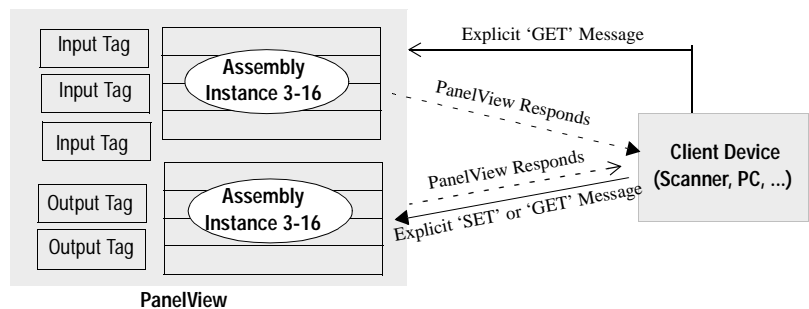 Input Tag
Input Tag
Input Tag
Assembly
Instance 3-16
Explicit ‘GET’ Message
PanelView Responds
Client Device
(Scanner, PC, ...)
Output Tag
Output Tag
Assembly
Instance 3-16
PanelView Responds
Explicit ‘SET’ or ‘GET’ Message
PanelView